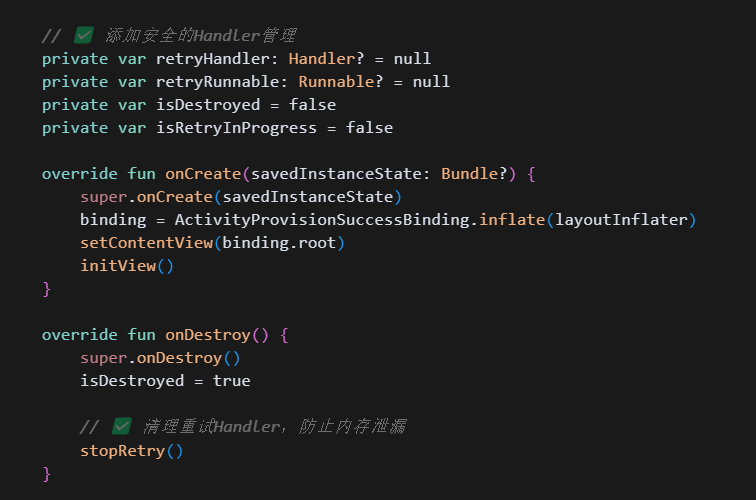 // ✅ 添加安全的Handler管理
private var retryHandler: Handler? = null
private var retryRunnable: Runnable? = null
private var isDestroyed = false
private var isRetryInProgress = false

override fun onCreate(savedInstanceState: Bundle?) {
    super.onCreate(savedInstanceState)
    binding = ActivityProvisionSuccessBinding.inflate(layoutInflater)
    setContentView(binding.root)
    initView()
}

override fun onDestroy() {
    super.onDestroy()
    isDestroyed = true

    // ✅ 清理重试Handler，防止内存泄漏
    stopRetry()
}